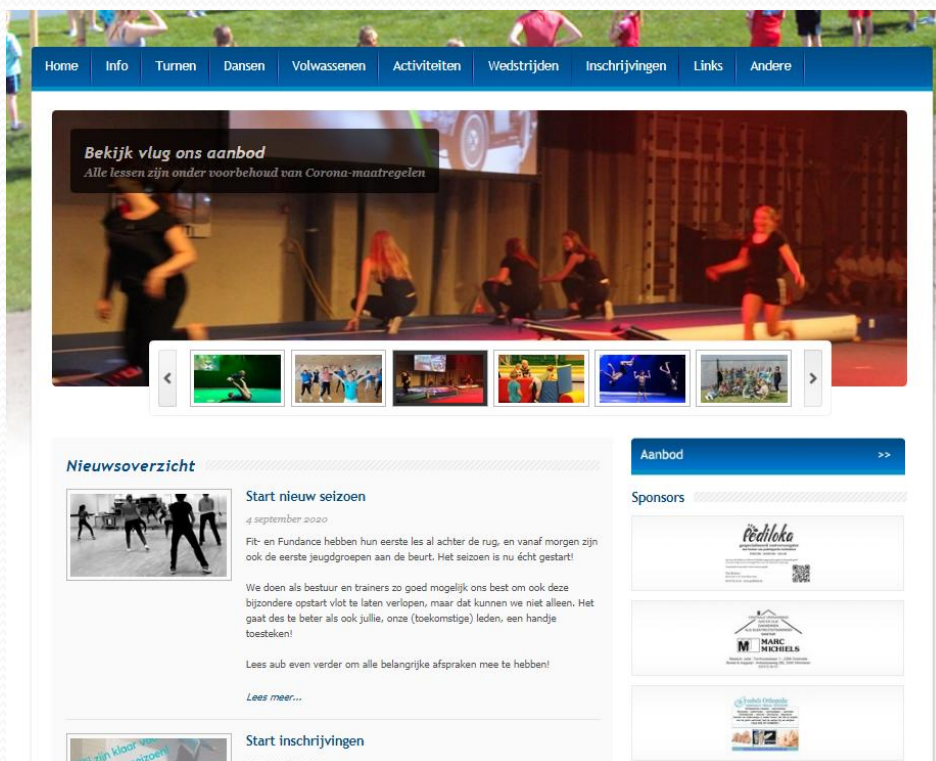 Home Info Turnen Dansen Volwassenen Activiteiten Wedstrijden Inschrijvingen Links Andere
Bekijk vlug ons aanbod
Alle lessen zijn onder voorbehoud van Corona-maatregelen
Nieuwsoverzicht
Start nieuw seizoen
4 september 2020
Fit- en Fundance hebben hun eerste les al achter de rug, en vanaf morgen zijn
ook de eerste jeugdgroepen aan de beurt. Het seizoen is nu écht gestart!
We doen als bestuur en trainers zo goed mogelijk ons best om ook deze
bijzondere opstart vlot te laten verlopen, maar dat kunnen we niet alleen. Het
gaat des te beter als ook jullie, onze (toekomstige) leden, een handje
toesteken!
Lees aub even verder om alle belangrijke afspraken mee te hebben!
Lees meer...
Start inschrijvingen
zijn klaar
seizoen!
Aanbod >>
Sponsors
Pediloka
M MARC
MICHIELS